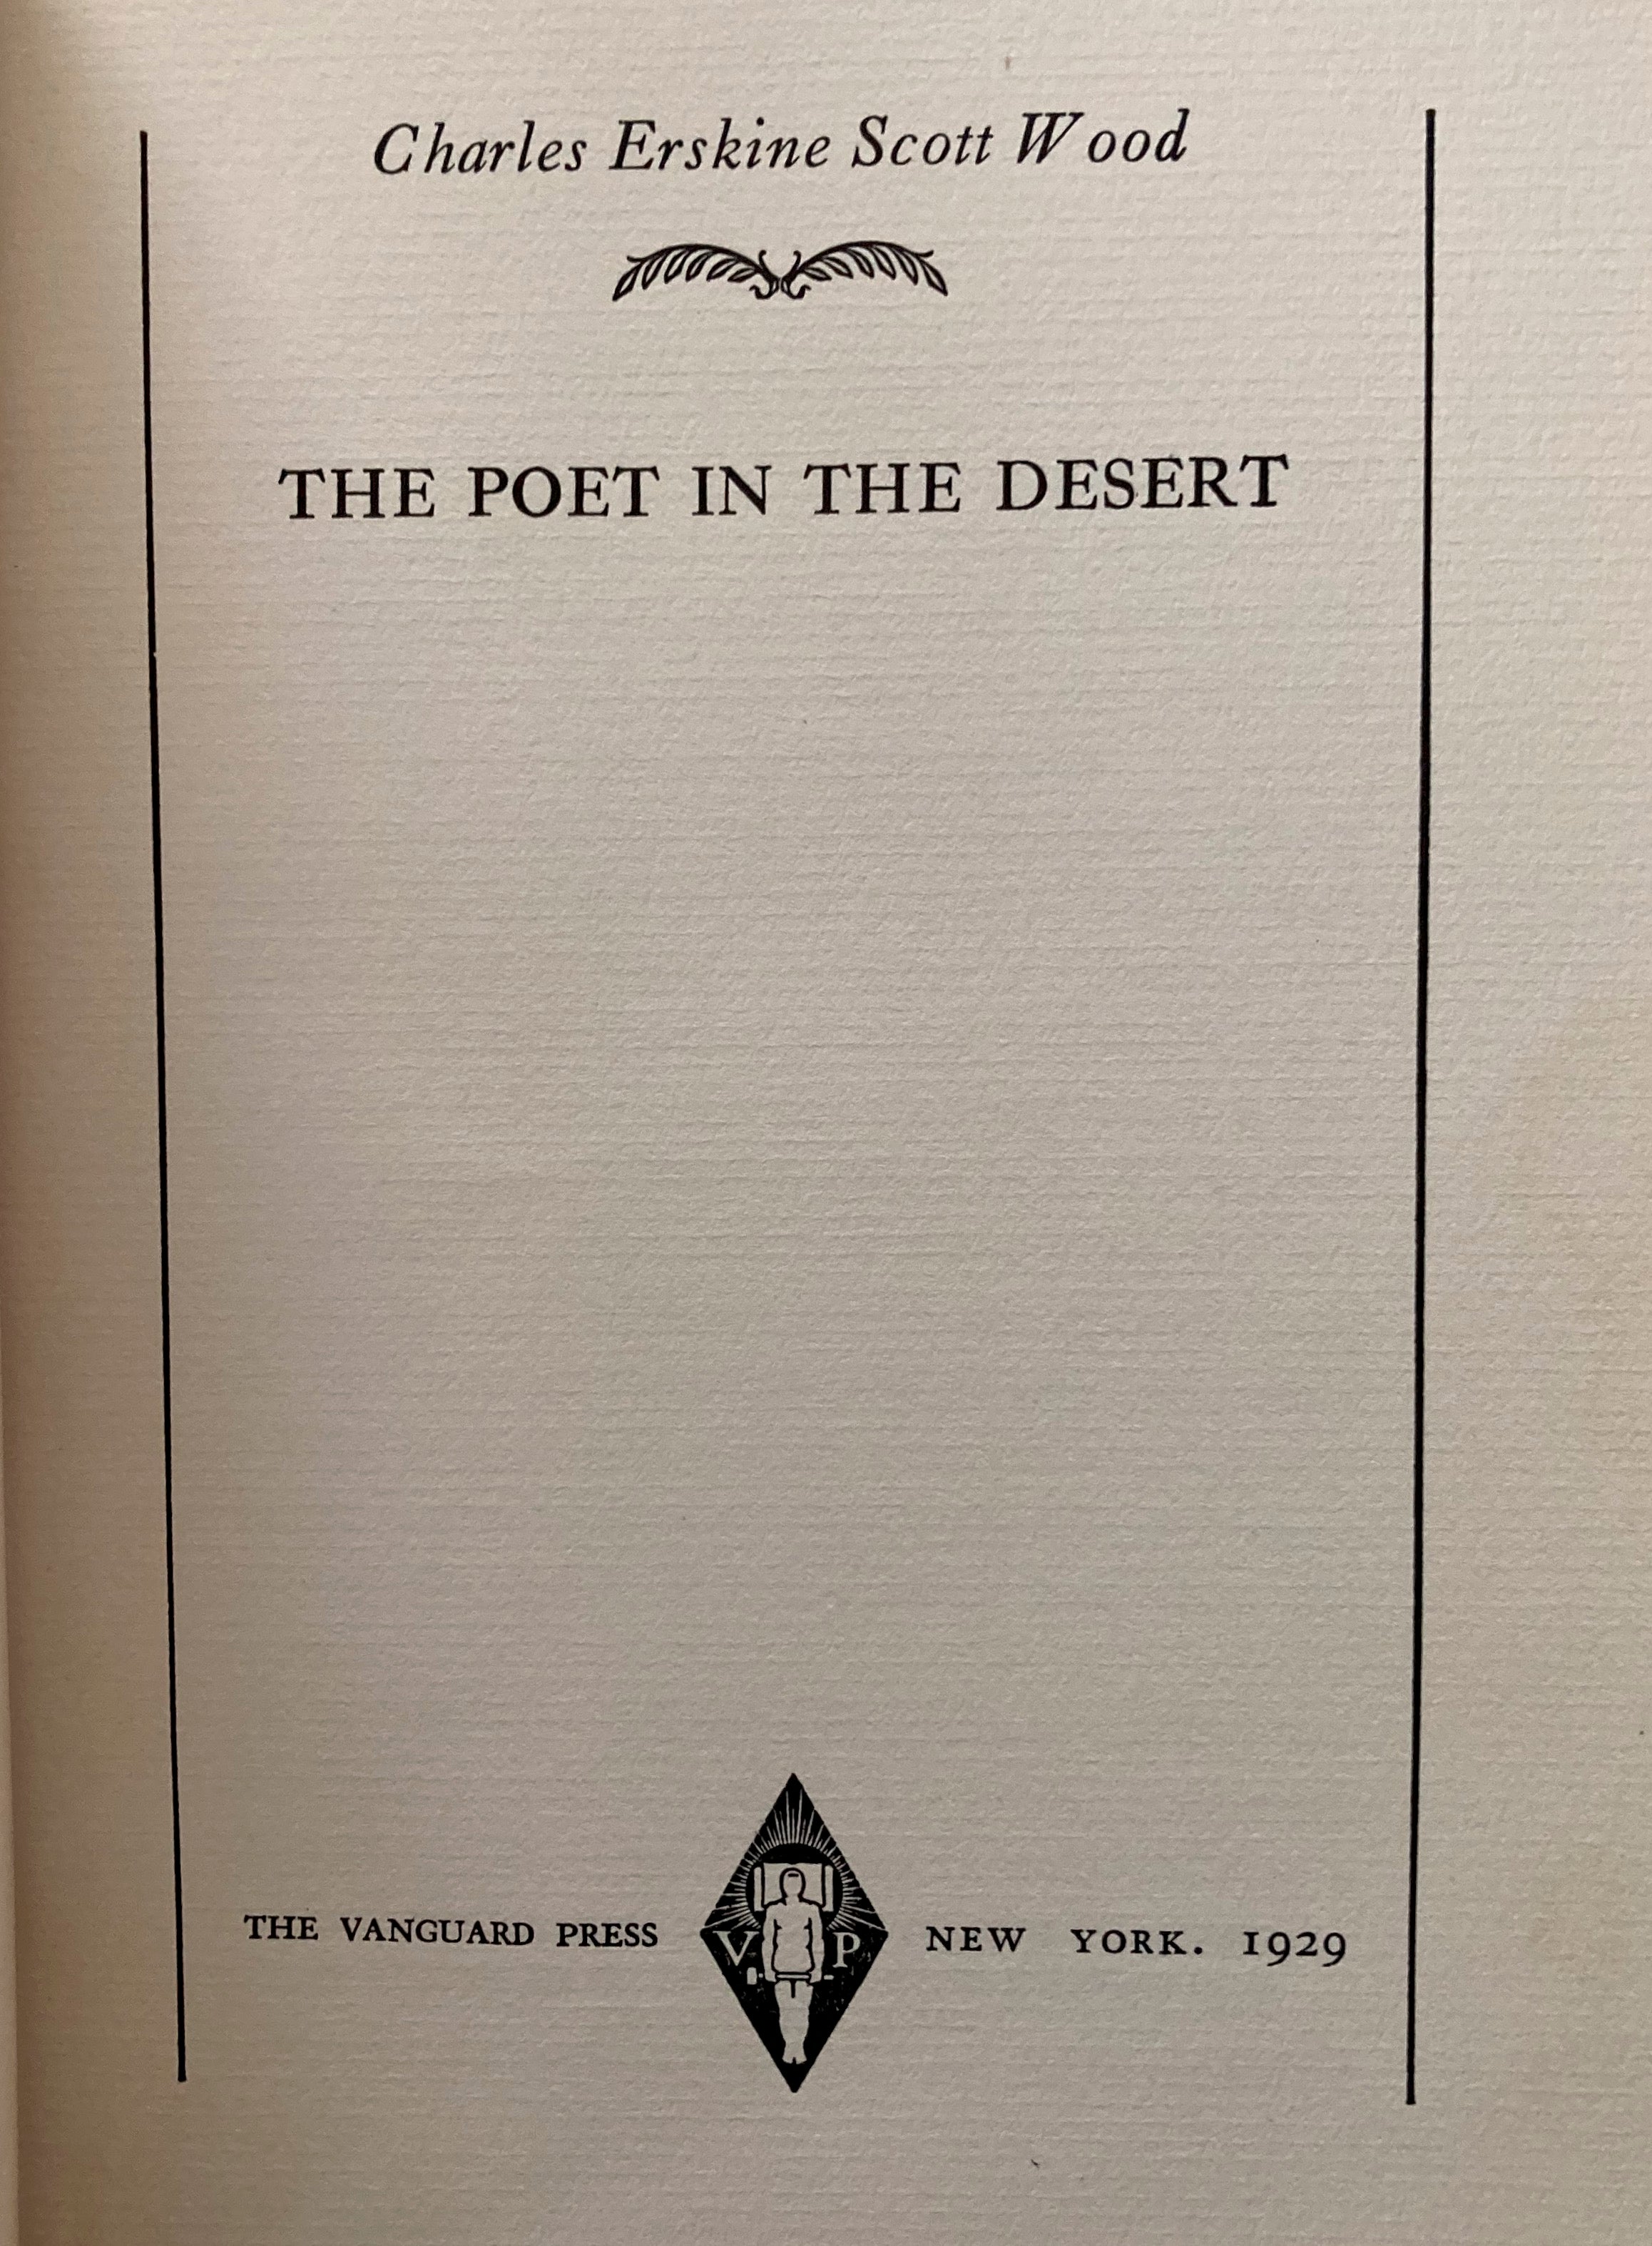 Charles Erskine Scott Wood
THE POET IN THE DESERT
THE VANGUARD PRESS V P NEW YORK. 1929